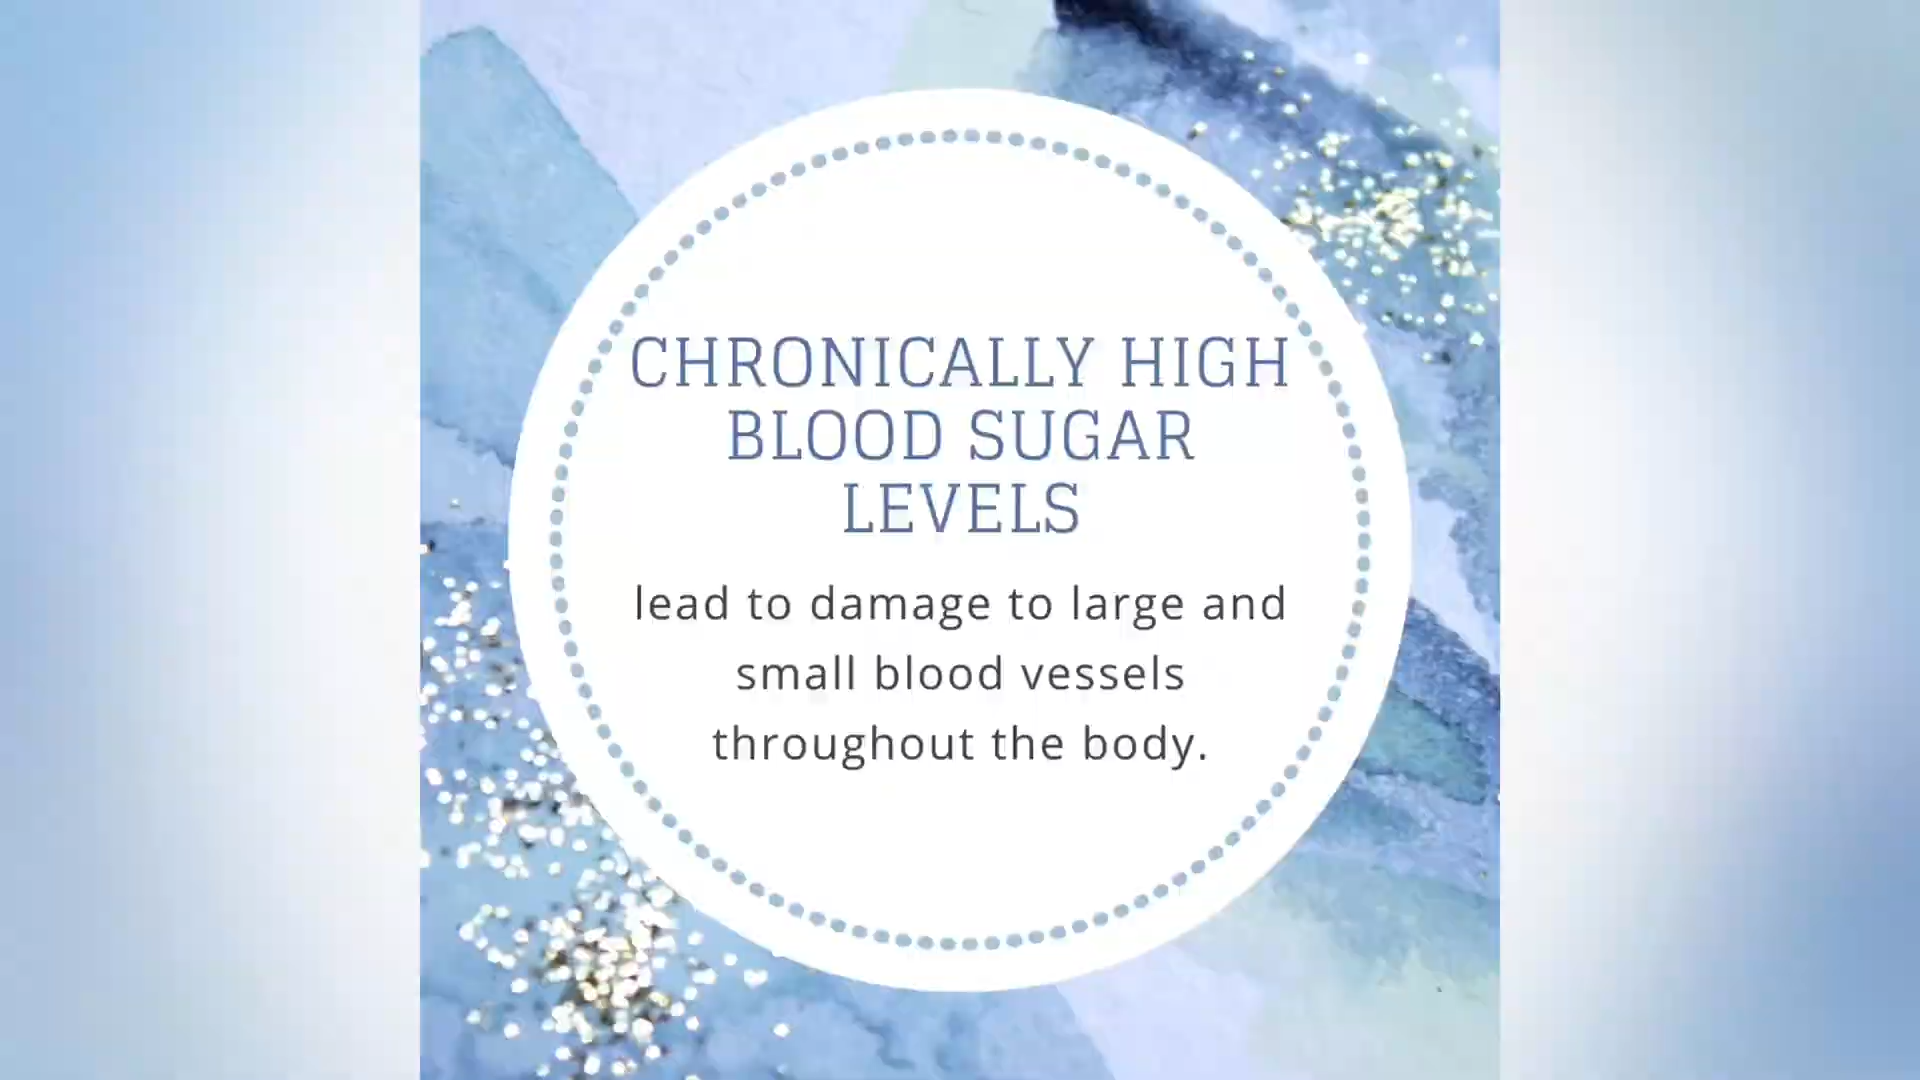 CHRONICALLY HIGH
BLOOD SUGAR
LEVELS
lead to damage to large and
small blood vessels
throughout the body.